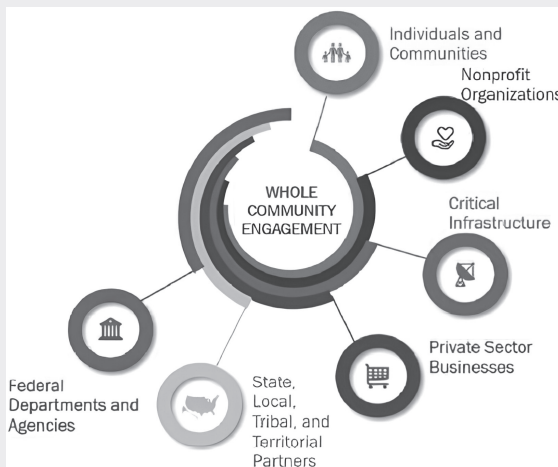 Individuals and
Communities
Nonprofit
Organizations
WHOLE
COMMUNITY
ENGAGEMENT
Critical
Infrastructure
Private Sector
Businesses
State,
Local,
Tribal, and
Territorial
Partners
Federal
Departments and
Agencies